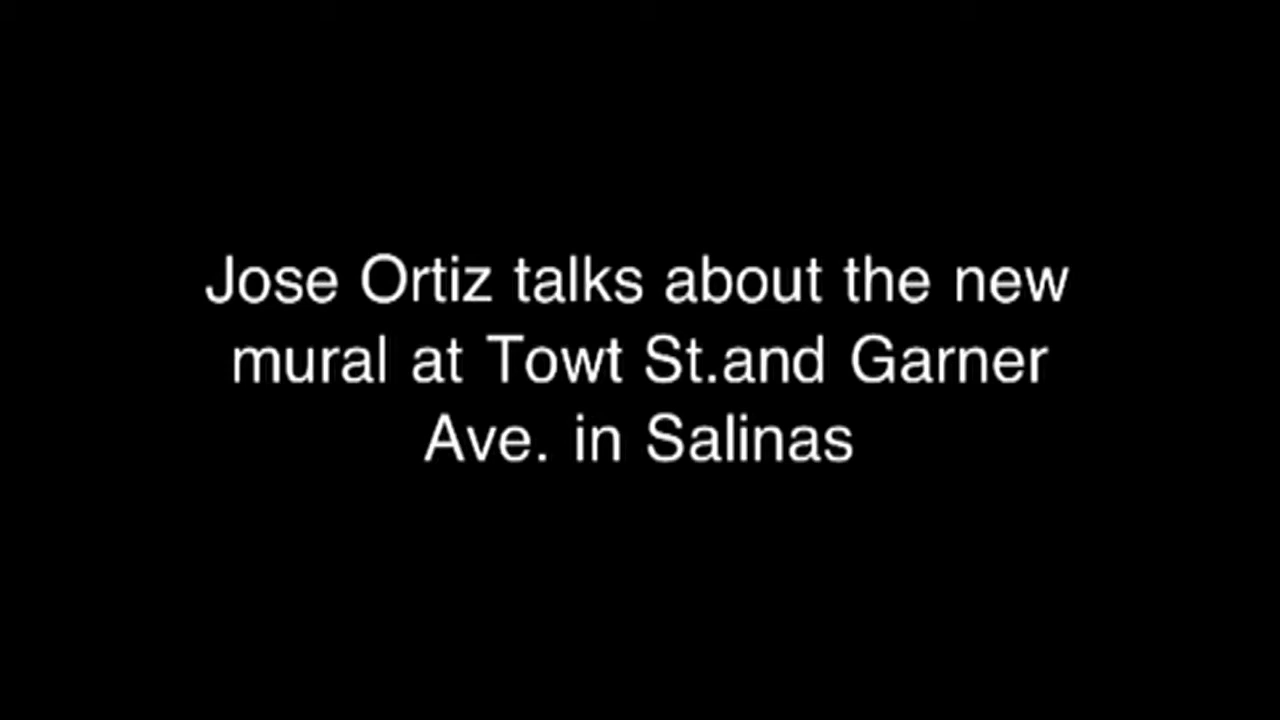 Jose Ortiz talks about the new
mural at Towt St.and Garner
Ave. in Salinas